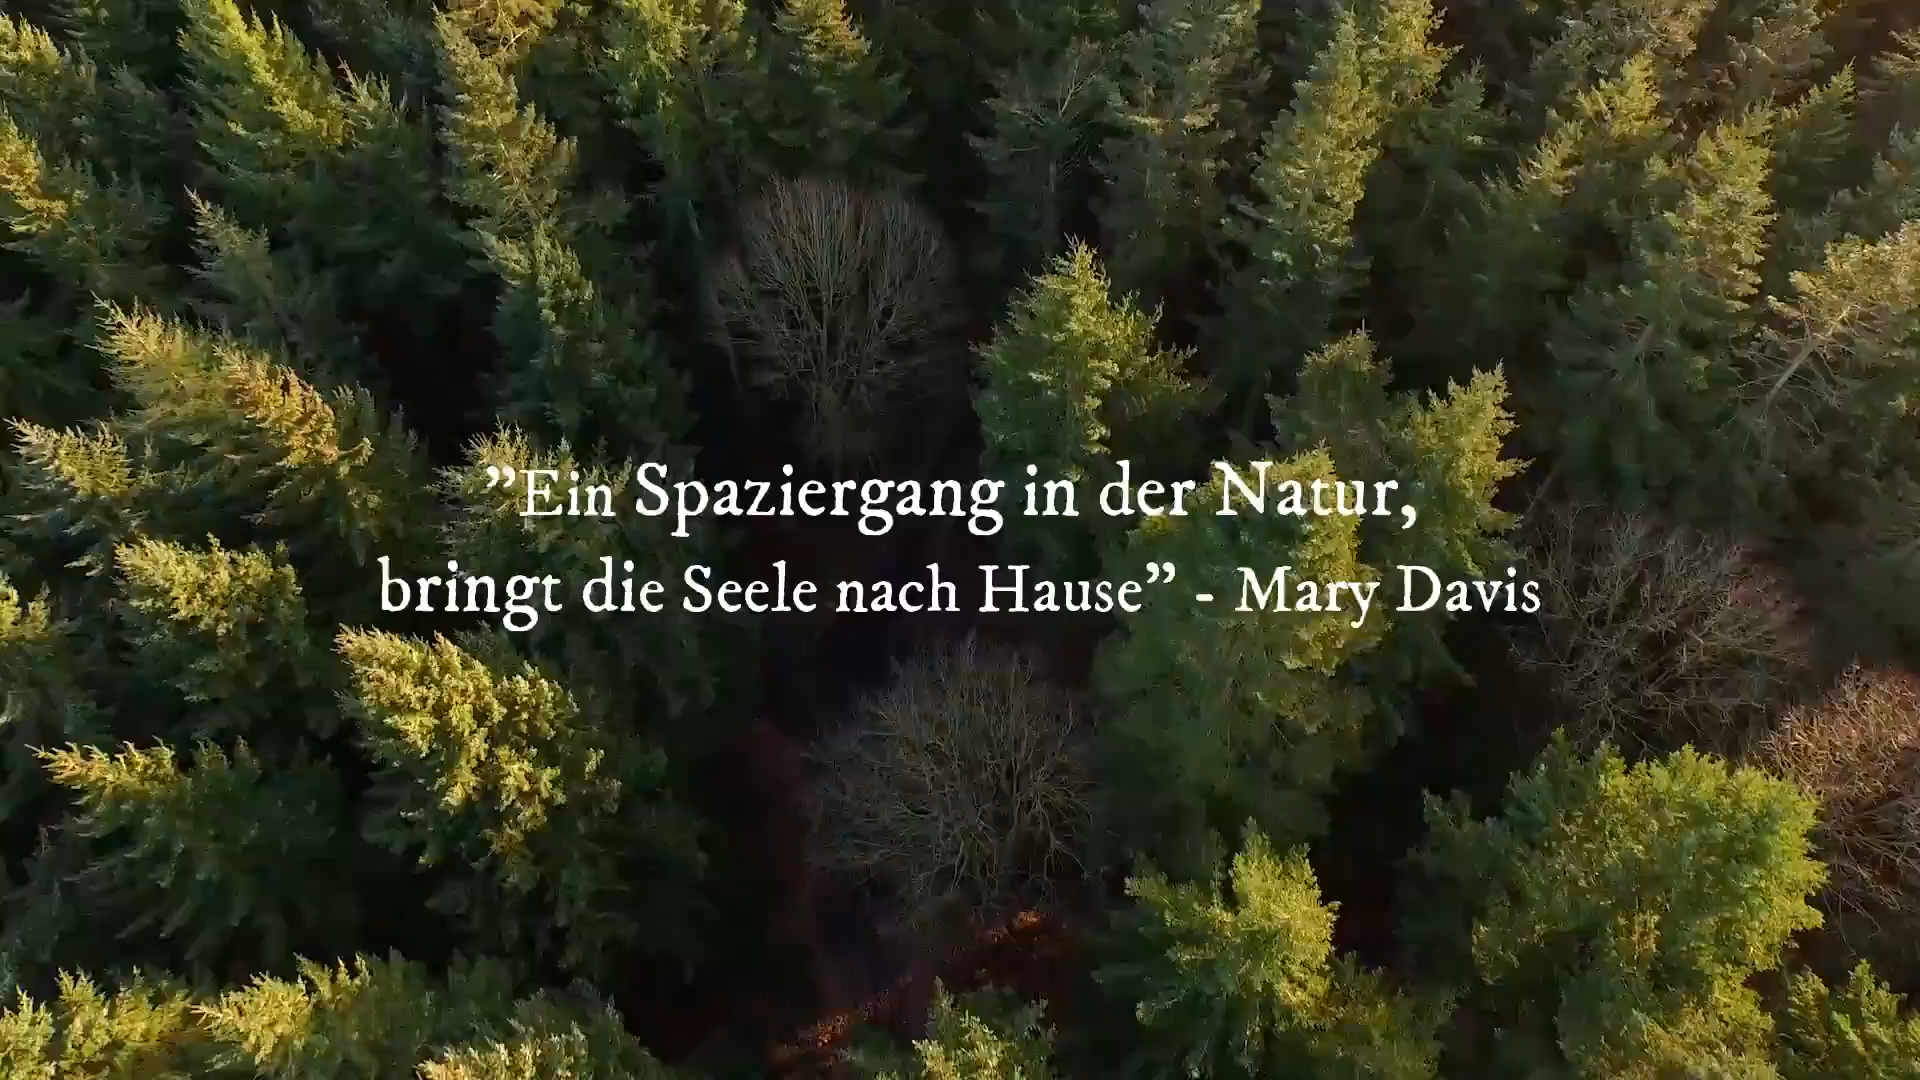 ”Ein Spaziergang in der Natur,
bringt die Seele nach Hause” - Mary Davis